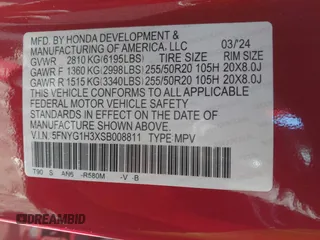 MFD. BY HONDA DEVELOPMENT &
MANUFACTURING OF AMERICA, LLC 03/24
GVWR 2810 KG(6195LBS) TIRE SIZE RIM SIZE
GAWR F 1360 KG(2998LBS) 255/50R20 105H 20X8.0J
GAWR R 1515 KG(3340LBS) 255/50R20 105H 20X8.0J
THIS VEHICLE CONFORMS TO ALL APPLICABLE
FEDERAL MOTOR VEHICLE SAFETY
STANDARDS IN EFFECT ON THE DATE OF
MANUFACTURE SHOWN ABOVE.
V.I.N. 5FNYG1H3XSB008811 TYPE MPV
T90 S -R580M -V -B
DREAMBID